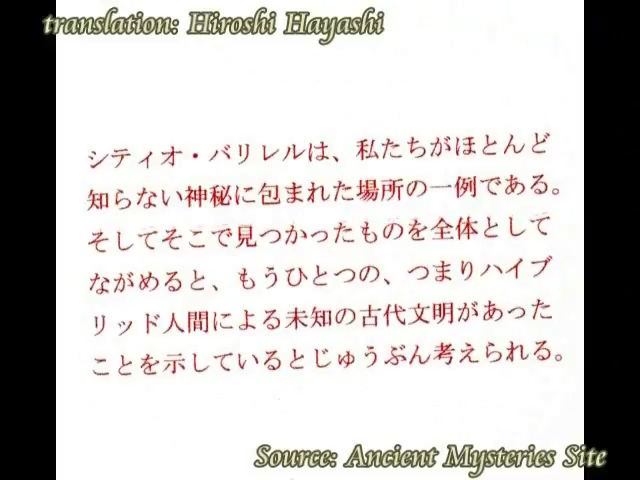 translation: Hiroshi Hayashi
シティオ・バリレルは、私たちがほとんど
知らない神秘に包まれた場所の一例である。
そしてそこで見つかったものを全体として
ながめると、もうひとつの、つまりハイブ
リッド人間による未知の古代文明があった
ことを示しているとじゅうぶん考えられる。
Source: Ancient Mysteries Site